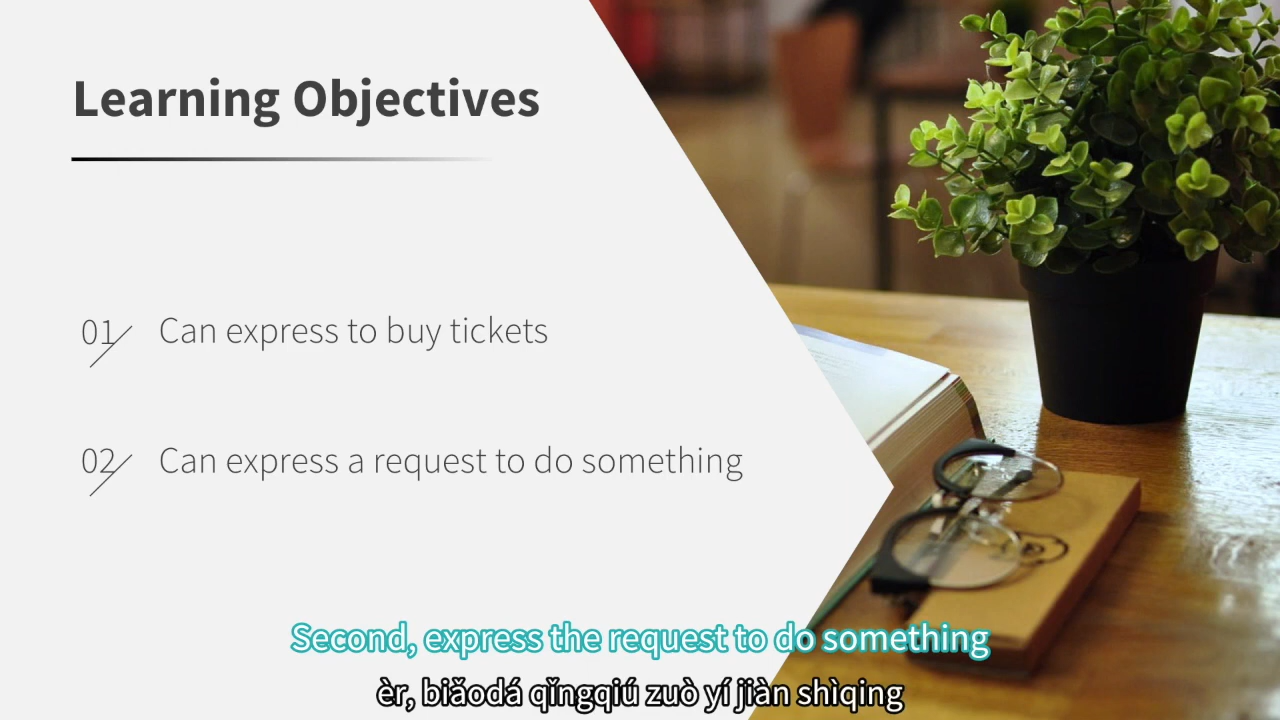 Learning Objectives
01 Can express to buy tickets
02 Can express a request to do something
Second, express the request to do something
èr, biǎodá qǐngqiú zuò yí jiàn shìqing